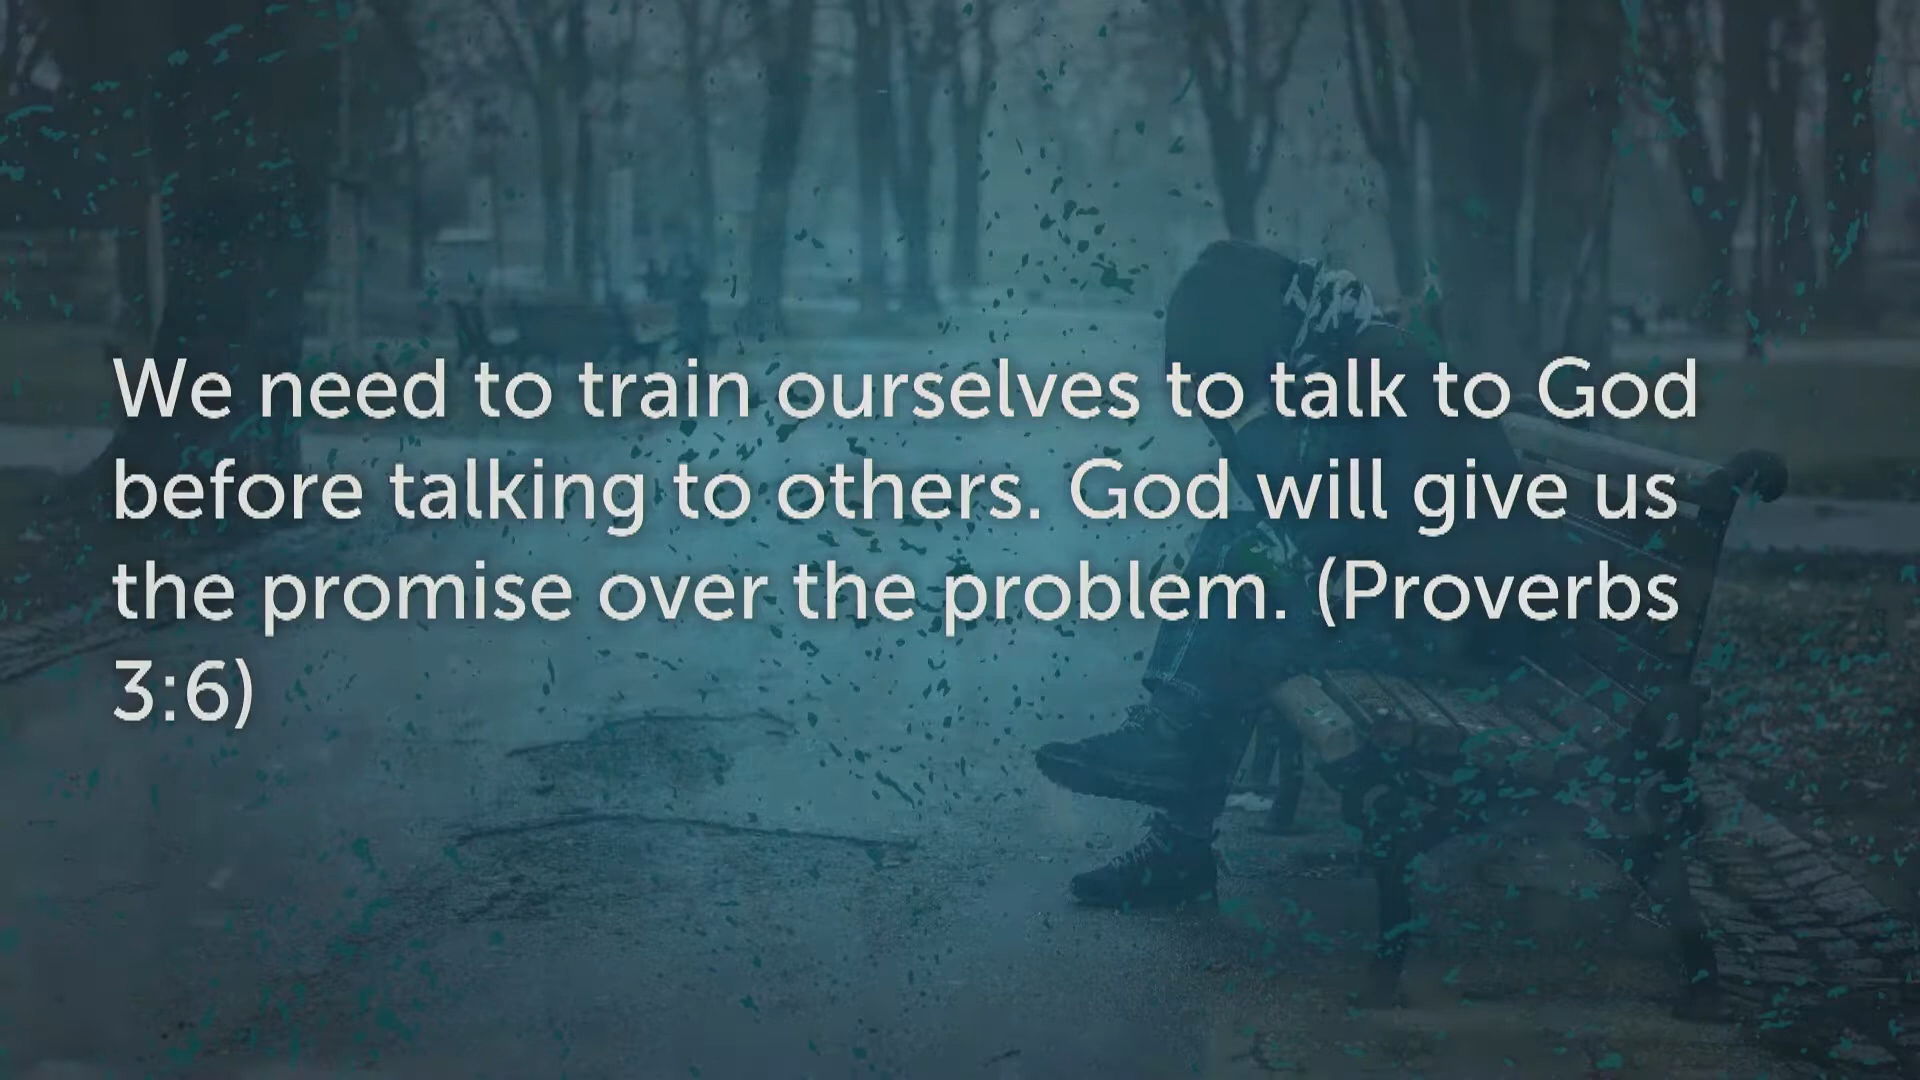 We need to train ourselves to talk to God
before talking to others. God will give us
the promise over the problem. (Proverbs
3:6)